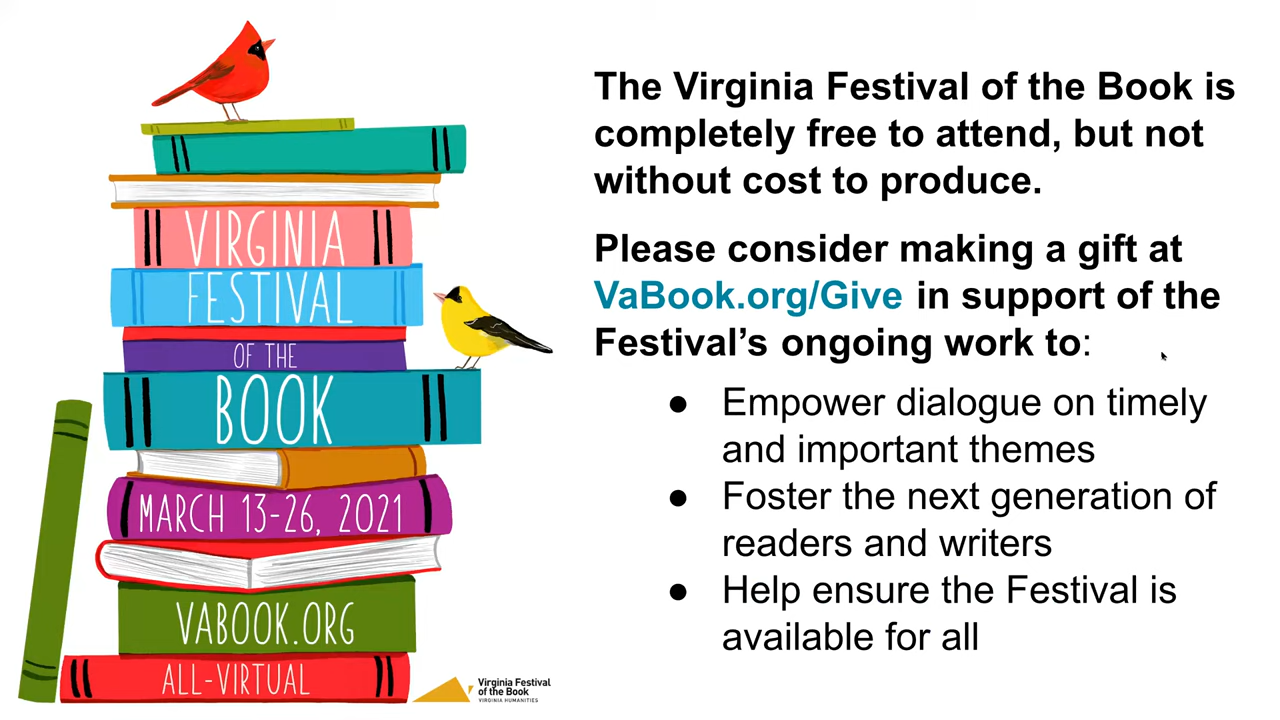 VIRGINIA
FESTIVAL
OF THE
BOOK
MARCH 13-26, 2021
VABOOK.ORG
ALL-VIRTUAL
Virginia Festival
of the Book
VIRGINIA HUMANITIES
The Virginia Festival of the Book is
completely free to attend, but not
without cost to produce.
Please consider making a gift at
VaBook.org/Give in support of the
Festival’s ongoing work to:
● Empower dialogue on timely
and important themes
● Foster the next generation of
readers and writers
● Help ensure the Festival is
available for all